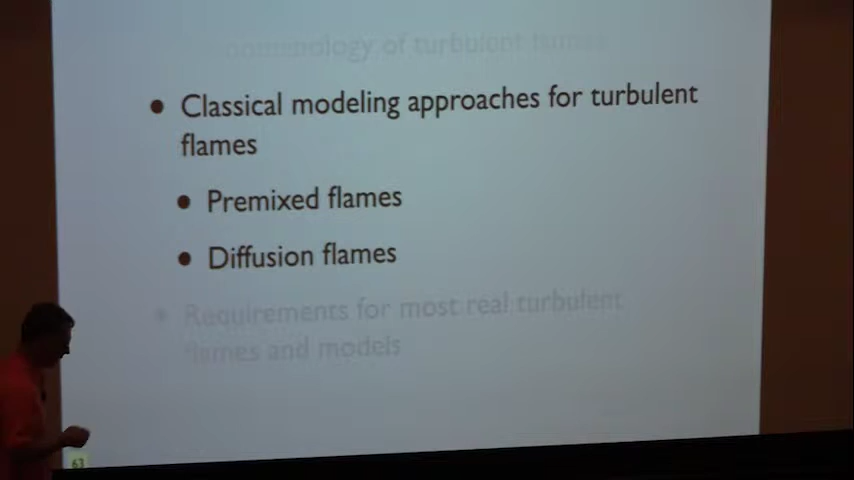 of turbulent flames
• Classical modeling approaches for turbulent
flames
• Premixed flames
• Diffusion flames
• Requirements for most real turbulent
flames and models
63